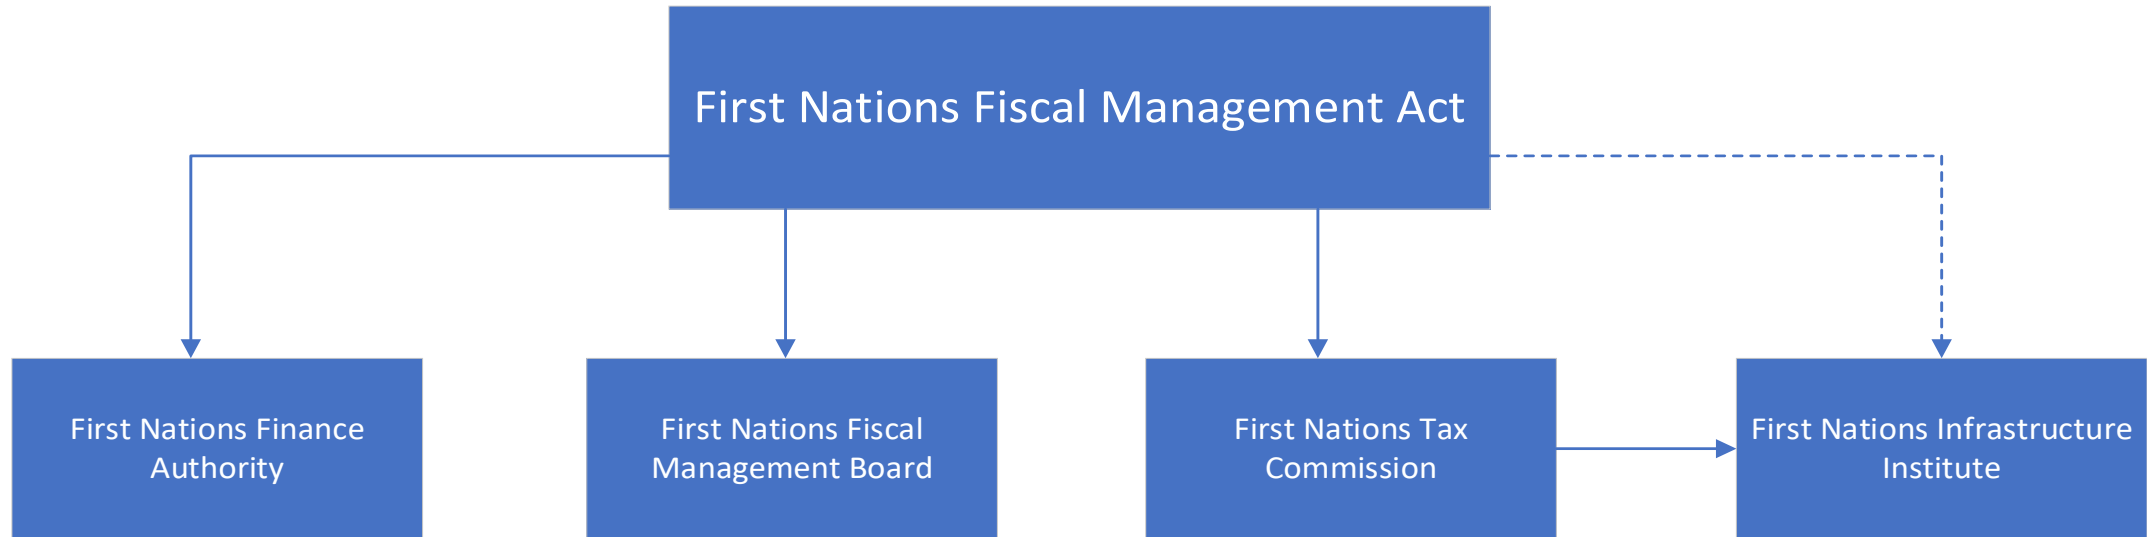 First Nations Fiscal Management Act
First Nations Finance
Authority
First Nations Fiscal
Management Board
First Nations Tax
Commission
First Nations Infrastructure
Institute